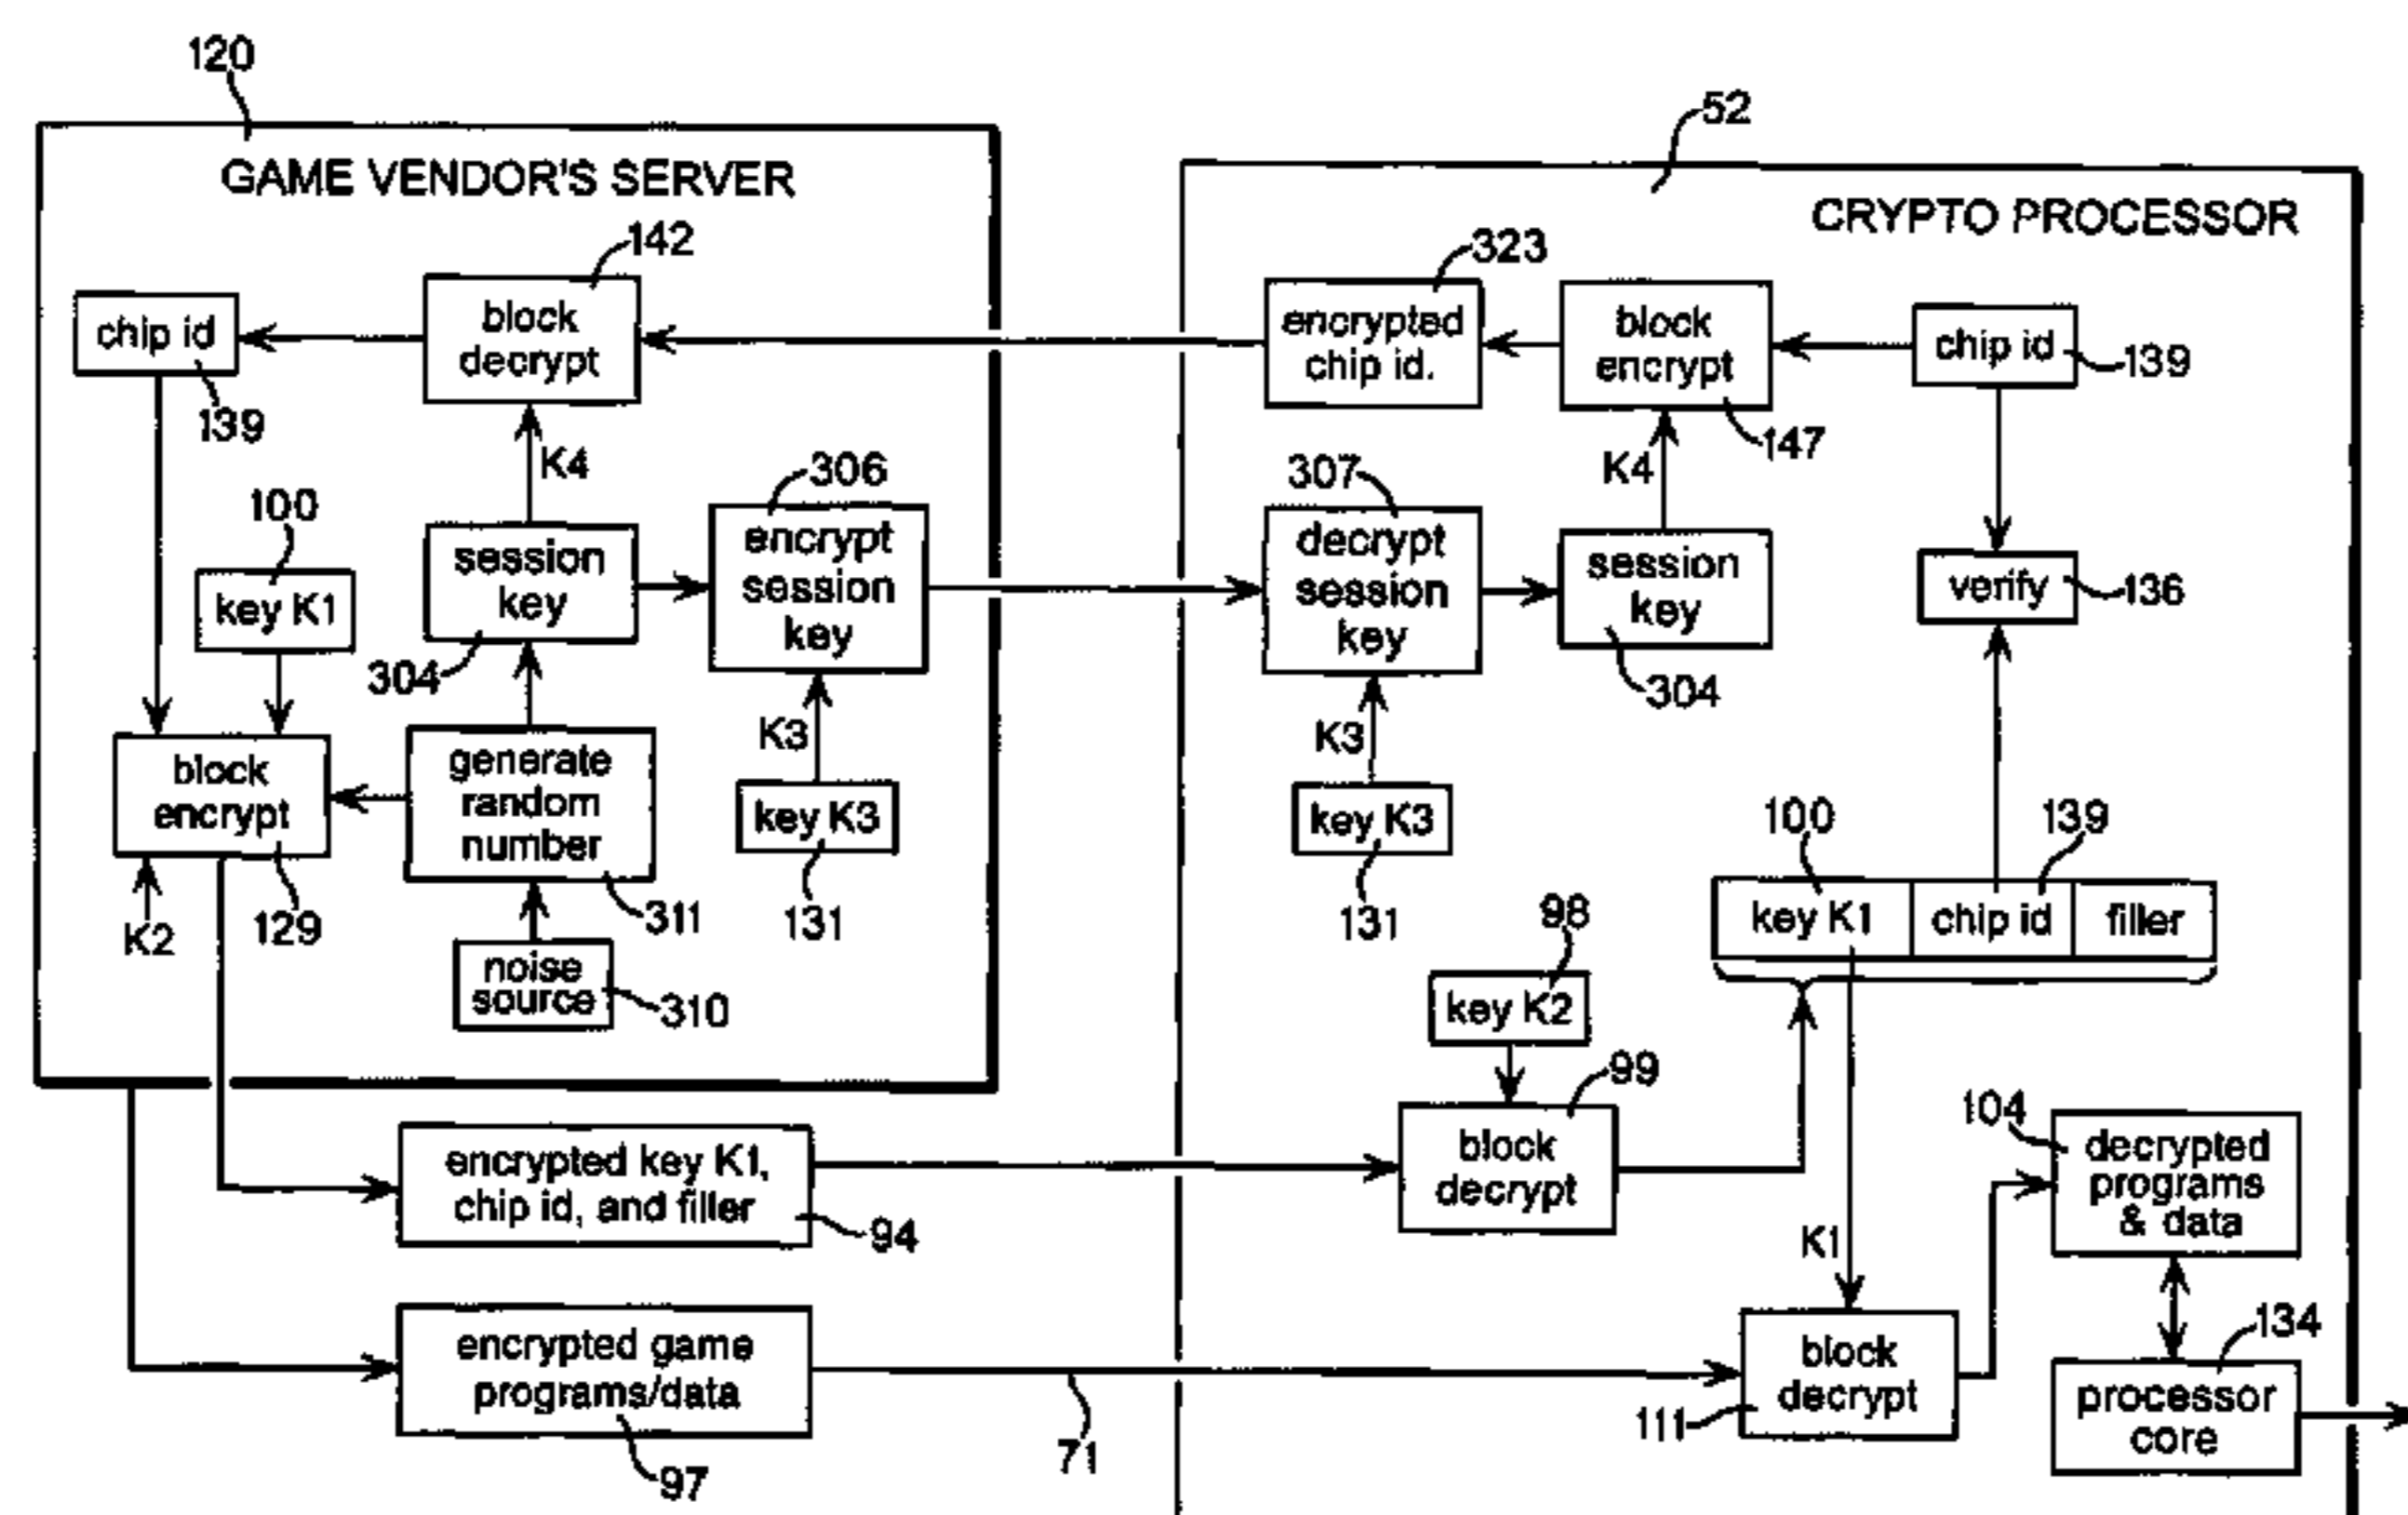 120
GAME VENDOR'S SERVER
142
chip id
139
block
decrypt
K4
100
key K1
session
key
304
306
encrypt
session
key
K3
key K3
131
block
encrypt
K2
129
generate
random
number
311
noise
source
310
encrypted key K1,
chip id, and filler
94
encrypted game
programs/data
97
71
52
CRYPTO PROCESSOR
323
encrypted
chip id.
block
encrypt
147
chip id
139
K4
307
decrypt
session
key
session
key
304
verify
136
K3
key K3
131
100
139
key K1
chip id
filler
98
key K2
99
block
decrypt
K1
104
decrypted
programs
& data
block
decrypt
111
134
processor
core